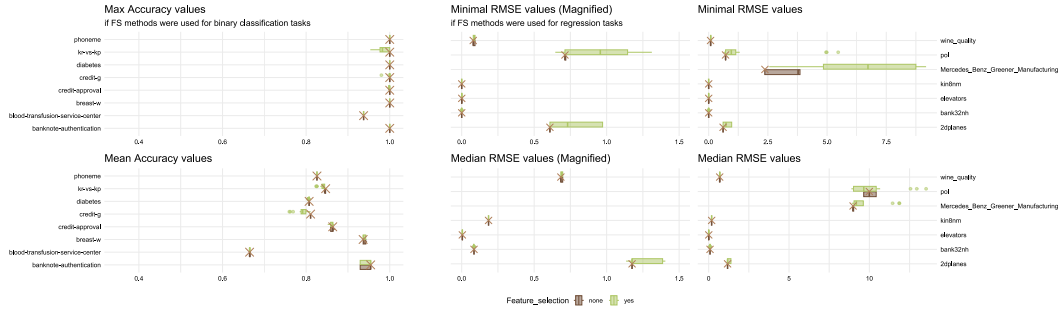 Max Accuracy values
if FS methods were used for binary classification tasks
phoneme
kr-vs-kp
diabetes
credit-g
credit-approval
breast-w
blood-transfusion-service-center
banknote-authentication
0.4 0.6 0.8 1.0
Minimal RMSE values (Magnified)
if FS methods were used for regression tasks
0.0 0.5 1.0 1.5
Minimal RMSE values
wine_quality
pol
Mercedes_Benz_Greener_Manufacturing
kin8nm
elevators
bank32nh
2dplanes
0.0 2.5 5.0 7.5
Mean Accuracy values
phoneme
kr-vs-kp
diabetes
credit-g
credit-approval
breast-w
blood-transfusion-service-center
banknote-authentication
0.4 0.6 0.8 1.0
Median RMSE values (Magnified)
0.0 0.5 1.0 1.5
Median RMSE values
wine_quality
pol
Mercedes_Benz_Greener_Manufacturing
kin8nm
elevators
bank32nh
2dplanes
0 5 10
Feature_selection none yes